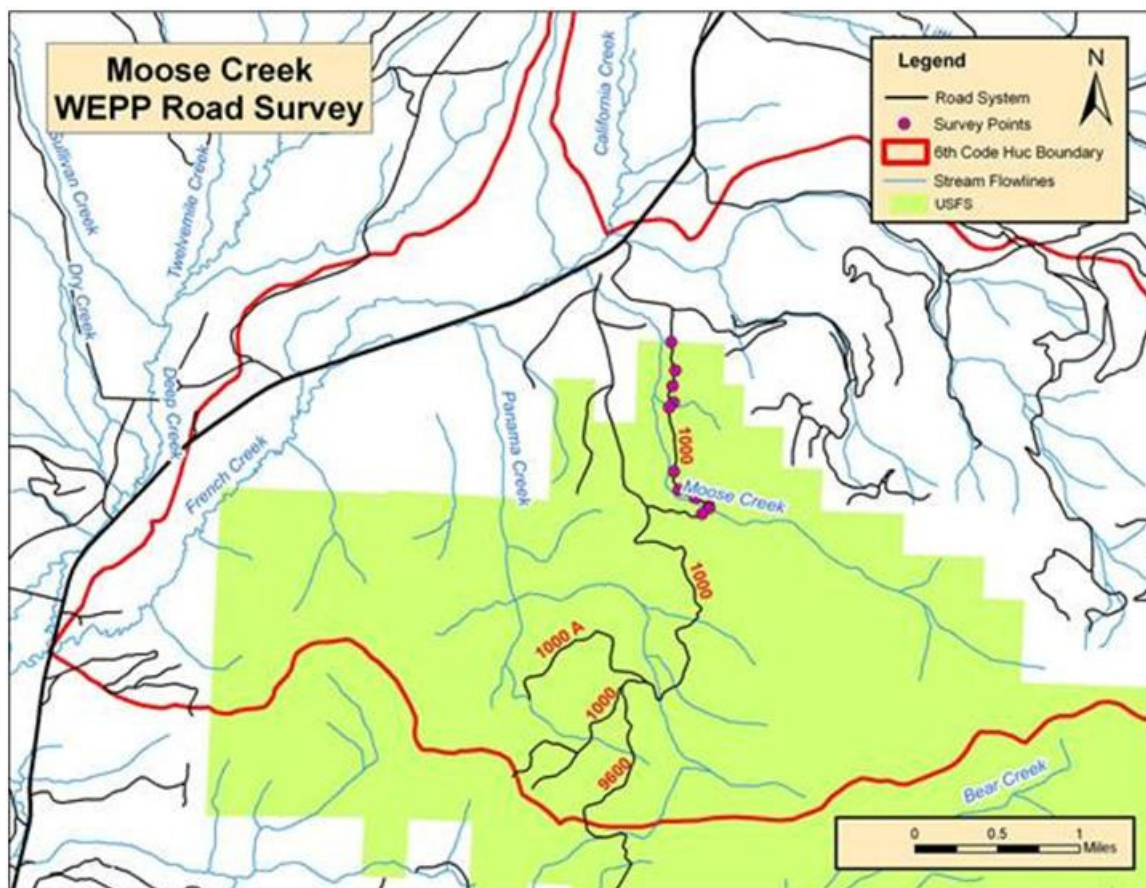 Moose Creek
WEPP Road Survey
Legend
N
Road System
Survey Points
6th Code Huc Boundary
Stream Flowlines
USFS
California Creek
Sullivan Creek
Twelvemile Creek
Dry Creek
Deep Creek
French Creek
Panama Creek
1000
Moose Creek
1000
1000 A
1000
9600
Bear Creek
0 0.5 1
Miles